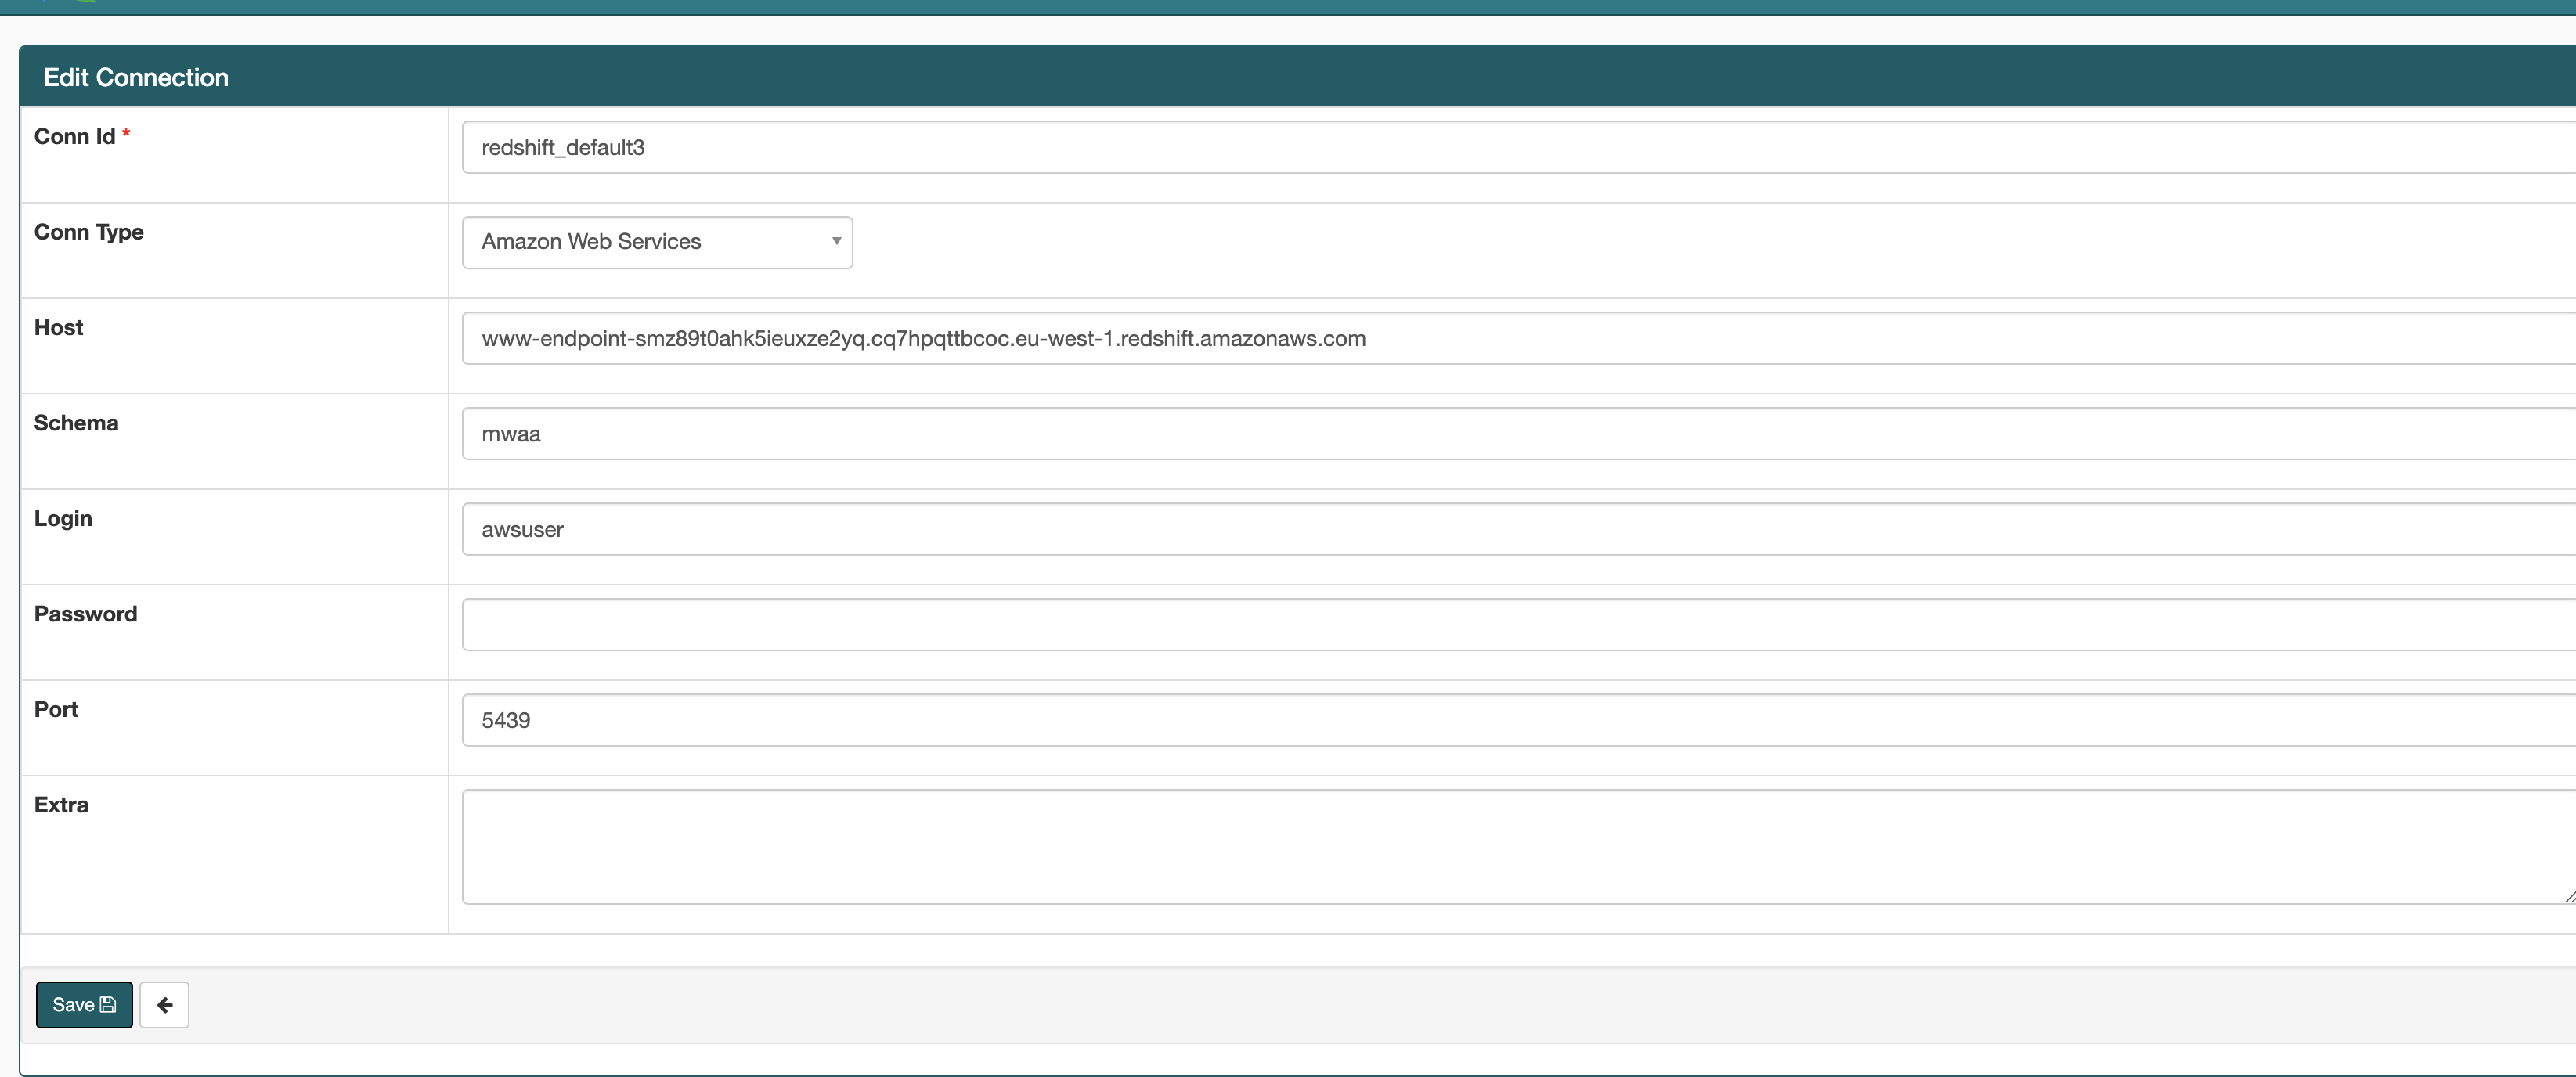 Edit Connection
Conn Id *
redshift_default3
Conn Type
Amazon Web Services
Host
www-endpoint-smz89t0ahk5ieuxze2yq.cq7hpqttbcoc.eu-west-1.redshift.amazonaws.com
Schema
mwaa
Login
awsuser
Password
Port
5439
Extra
Save